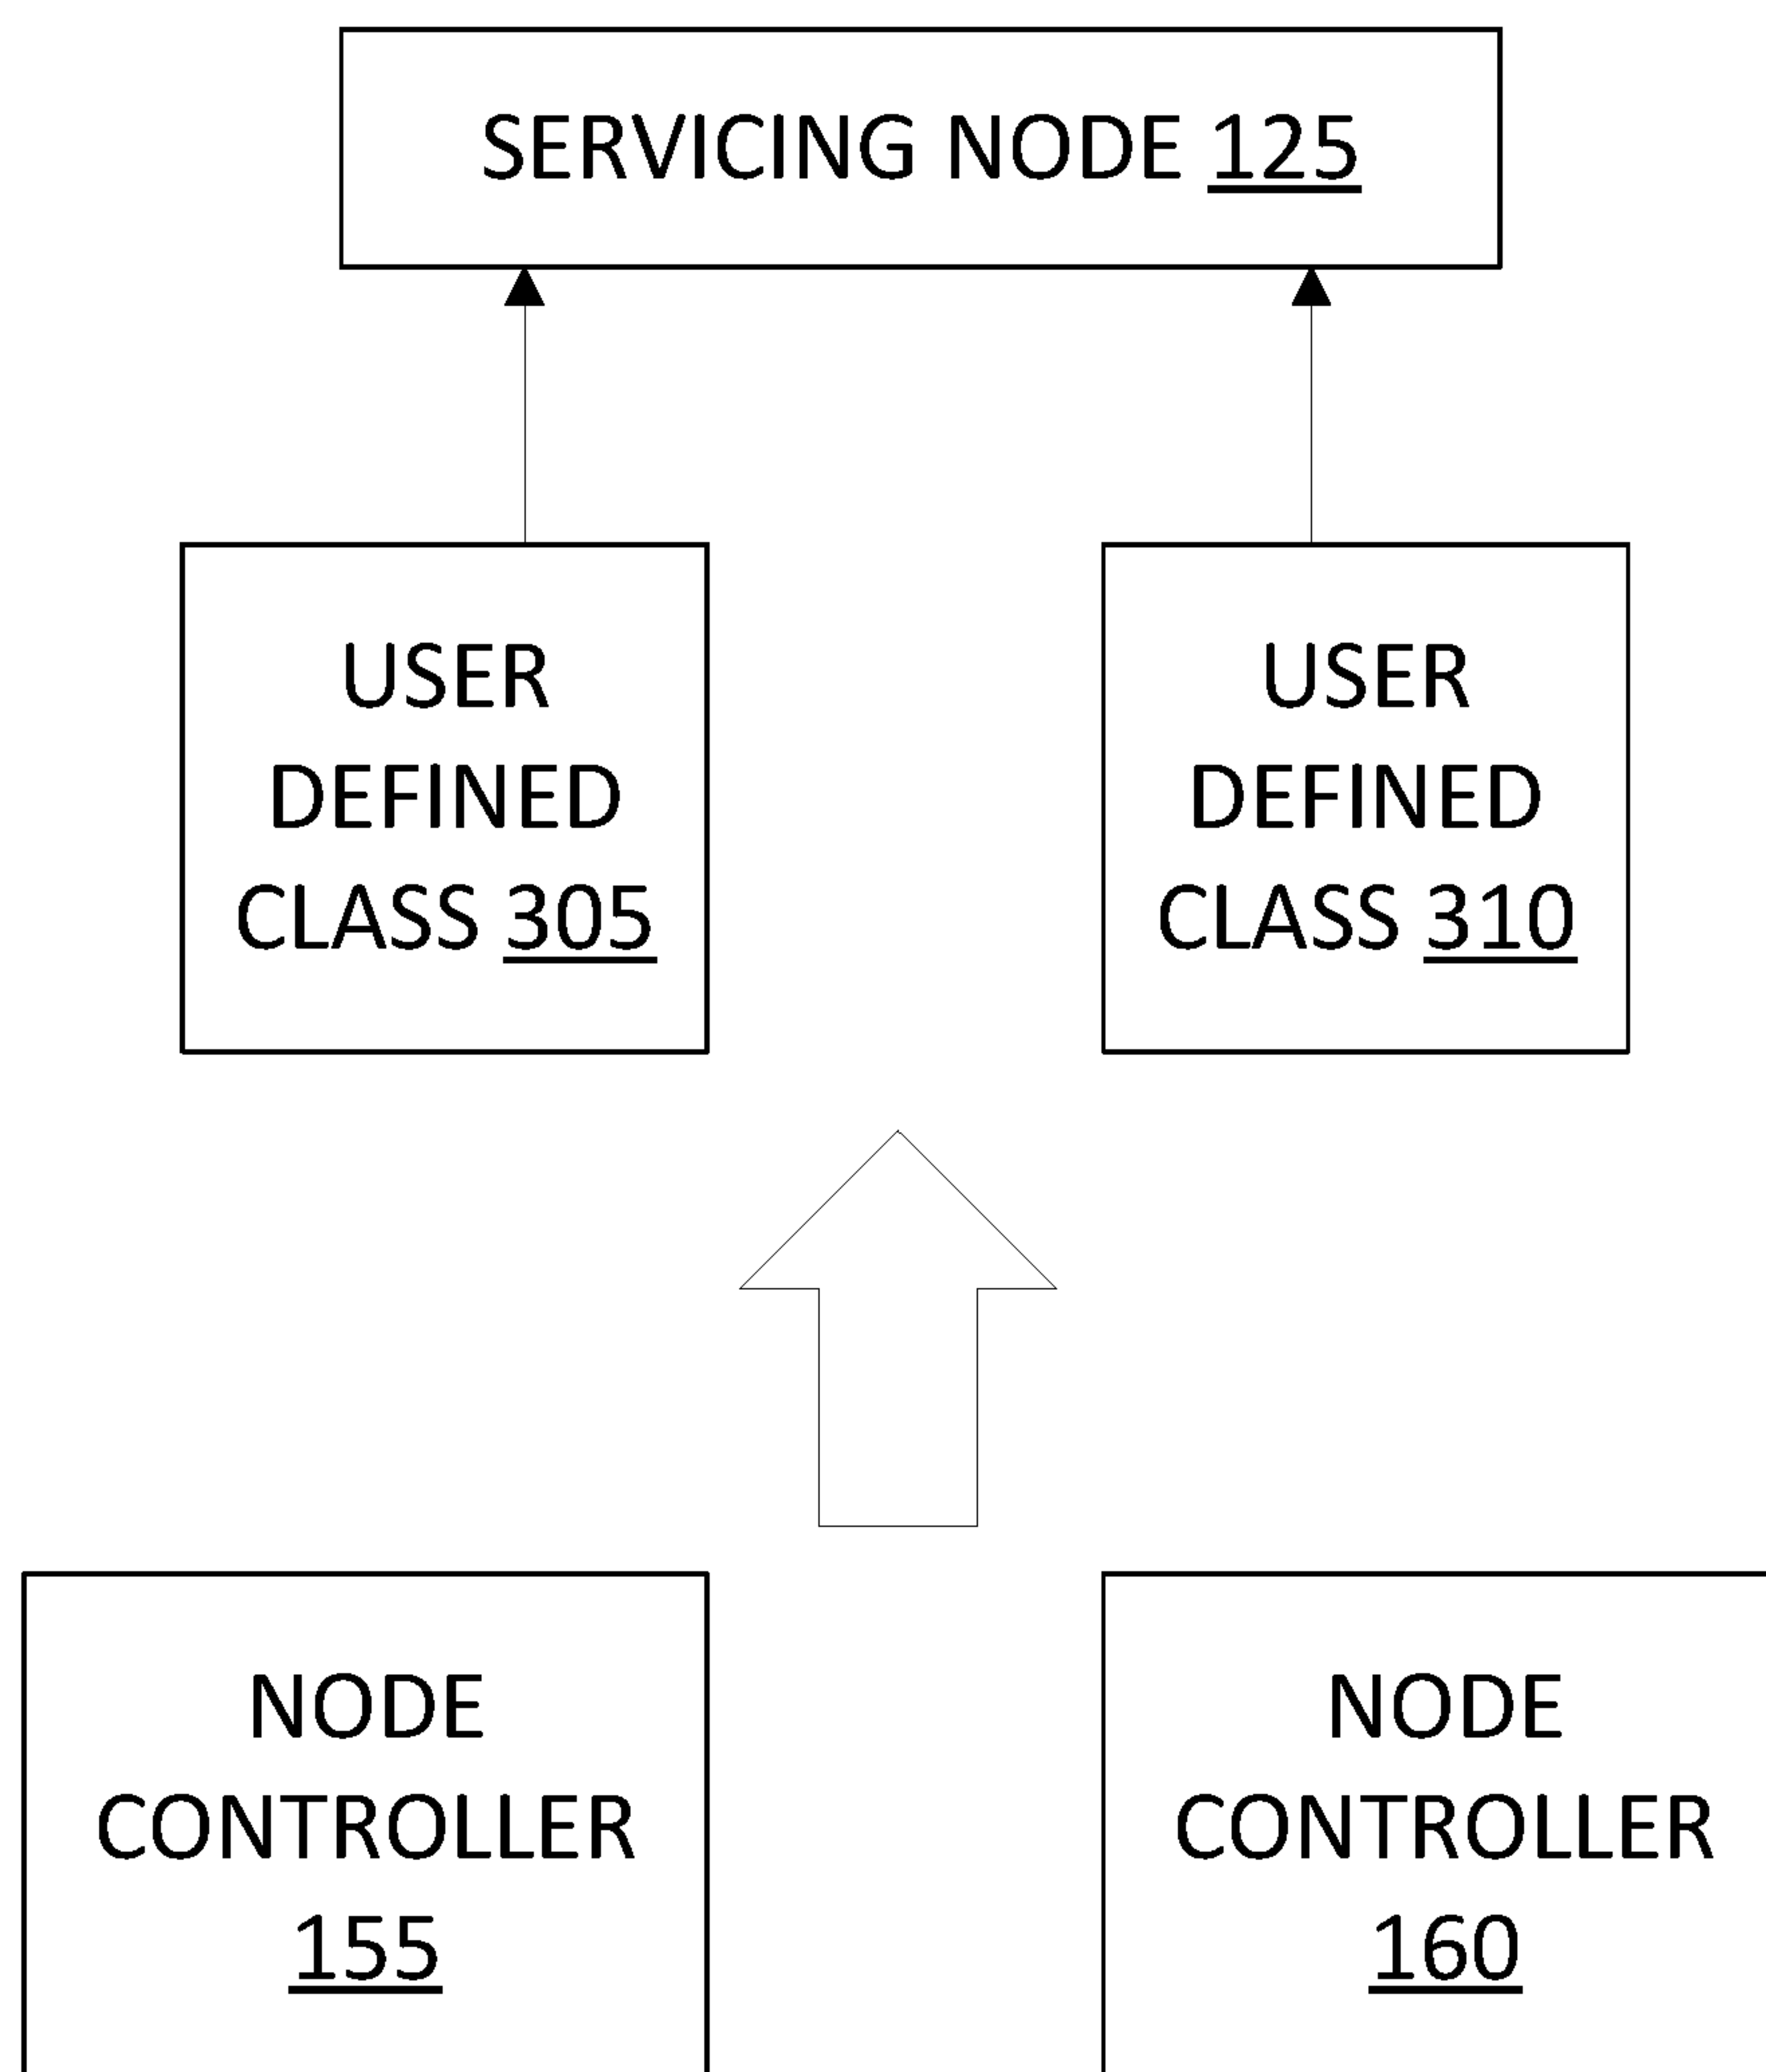 SERVICING NODE 125
USER
DEFINED
CLASS 305
USER
DEFINED
CLASS 310
NODE
CONTROLLER
155
NODE
CONTROLLER
160